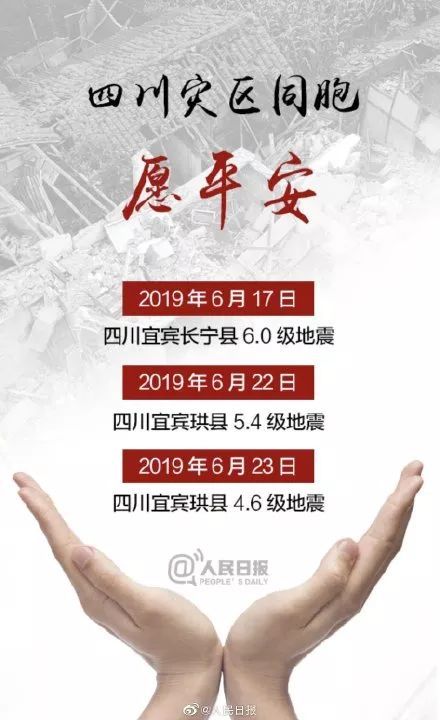 四川灾区同胞
愿平安
2019年6月17日
四川宜宾长宁县6.0级地震
2019年6月22日
四川宜宾珙县5.4级地震
2019年6月23日
四川宜宾珙县4.6级地震
@人民日报
PEOPLE'S DAILY
@人民日报